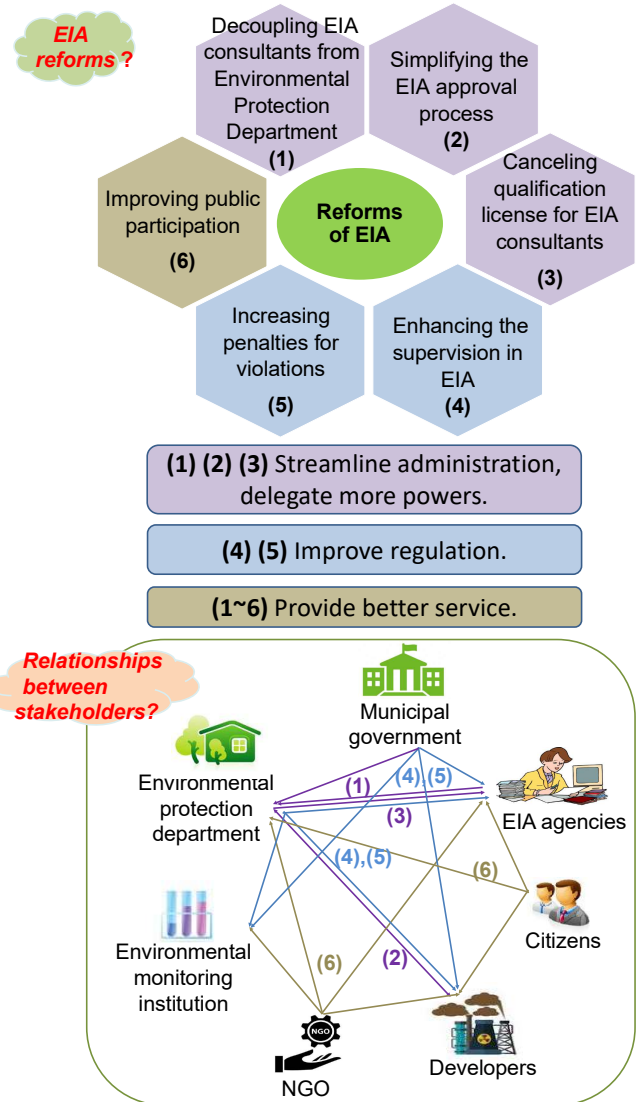 EIA
reforms ?
Decoupling EIA
consultants from
Environmental
Protection
Department
(1)
Simplifying the
EIA approval
process
(2)
Canceling
qualification
license for EIA
consultants
(3)
Improving public
participation
(6)
Reforms
of EIA
Increasing
penalties for
violations
(5)
Enhancing the
supervision in
EIA
(4)
(1) (2) (3) Streamline administration,
delegate more powers.
(4) (5) Improve regulation.
(1~6) Provide better service.
Relationships
between
stakeholders?
Municipal
government
Environmental
protection
department
(1)
(4),(5)
(3)
EIA agencies
(4),(5)
(6)
Citizens
Environmental
monitoring
institution
(6)
(2)
NGO
NGO
Developers